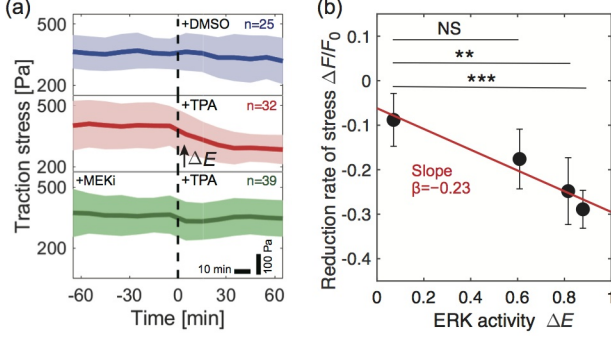 (a)
Traction stress [Pa]
500
200
500
200
500
200
+DMSO
n=25
+TPA
n=32
ΔE
+MEKi
+TPA
n=39
10 min
100 Pa
-60
-30
0
30
60
Time [min]
(b)
Reduction rate of stress ΔF/F0
0
-0.1
-0.2
-0.3
-0.4
NS
**
***
Slope
β=−0.23
0
0.2
0.4
0.6
0.8
1
ERK activity ΔE